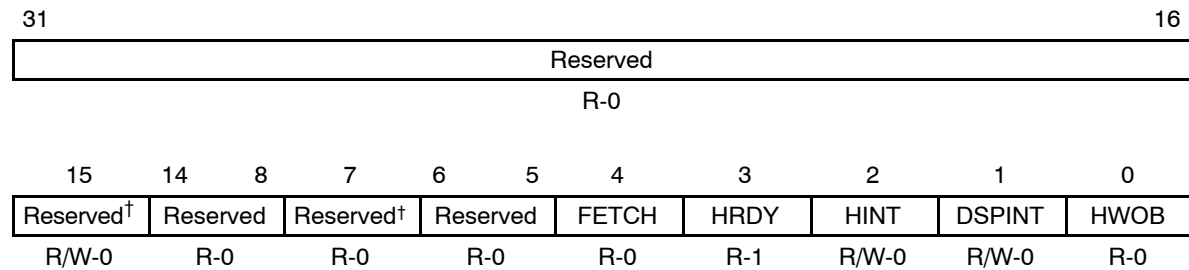 31 16
Reserved
R-0
15 14 8 7 6 5 4 3 2 1 0
Reserved† Reserved Reserved† Reserved FETCH HRDY HINT DSPINT HWOB
R/W-0 R-0 R-0 R-0 R-0 R-1 R/W-0 R/W-0 R-0